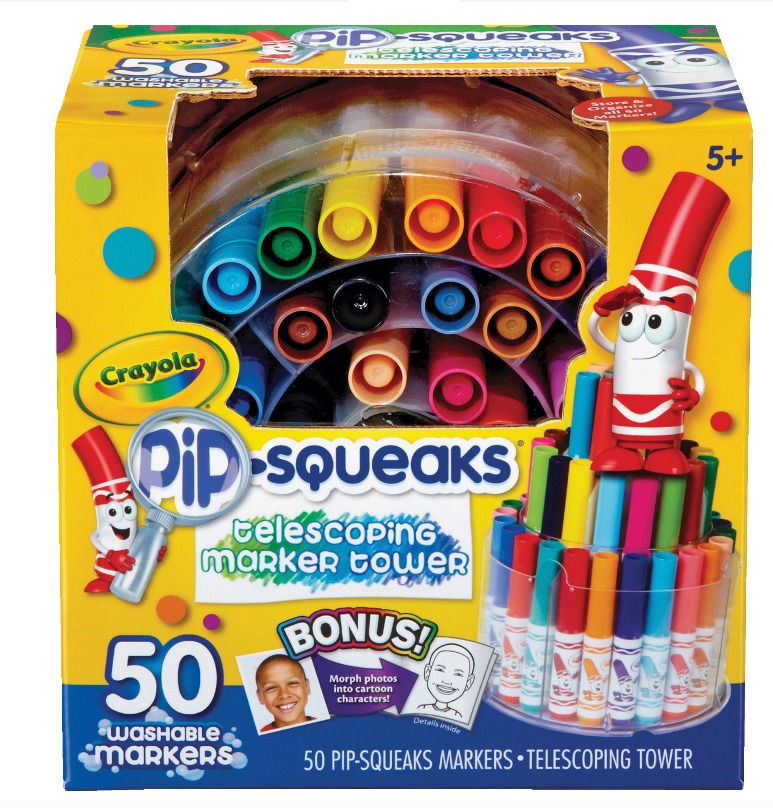 Crayola
PiP-SQUEAKS
telescoping
marker tower
50
washable
markers
Store &
Organize
all 50
Markers!
5+
Crayola
PiP-SQUEAKS®
telescoping
marker tower
BONUS!
Morph photos
into cartoon
characters!
Details inside
50
washable
markers
50 PIP-SQUEAKS MARKERS • TELESCOPING TOWER